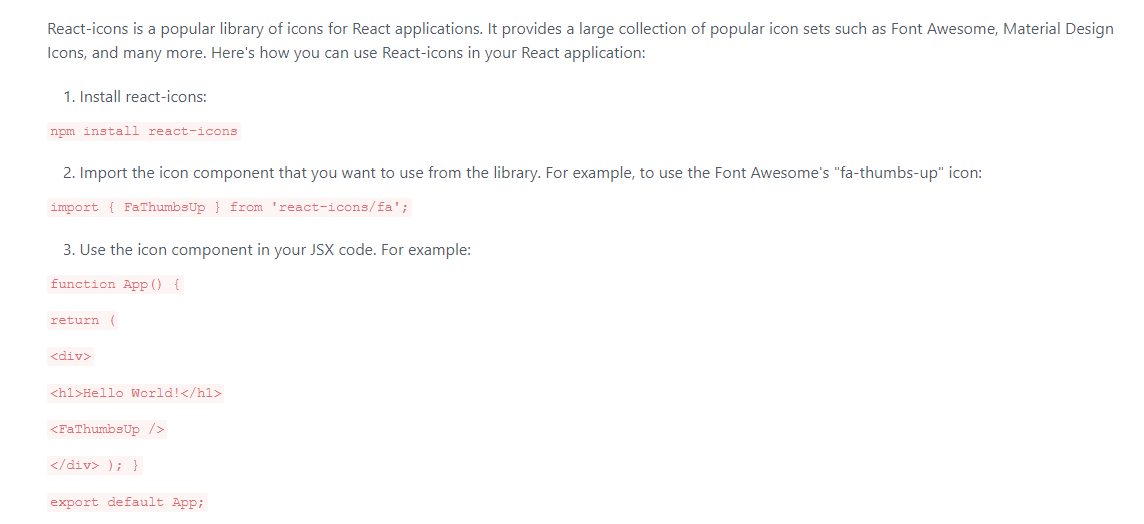 React-icons is a popular library of icons for React applications. It provides a large collection of popular icon sets such as Font Awesome, Material Design
Icons, and many more. Here's how you can use React-icons in your React application:
1. Install react-icons:
npm install react-icons
2. Import the icon component that you want to use from the library. For example, to use the Font Awesome's "fa-thumbs-up" icon:
import { FaThumbsUp } from 'react-icons/fa';
3. Use the icon component in your JSX code. For example:
function App() {
return (
<div>
<h1>Hello World!</h1>
<FaThumbsUp />
</div> ); }
export default App;